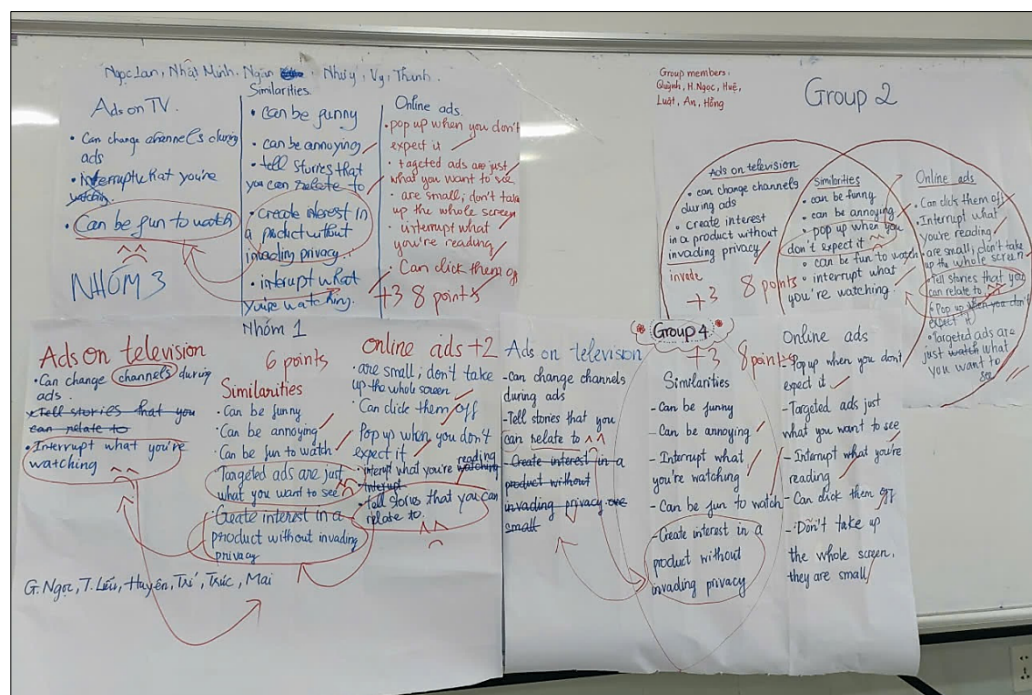 Ngọc Lan, Nhật Minh, Ngân, Như ý, Vy, Thanh.
Ads on TV.
• Can change channels during
ads
• interrupt that you're
watching.
• Can be fun to watch
NHÓM 3
Similarities.
• can be funny
• can be annying
• tell stories that
you can relate to
• create interest in
a product without
invading privacy.
• interupt what
you're watching.
Online ads.
• pop up when you don't
expect it
• tageted ads are just
what you want to see
• are small; don't take
up the whole screen
• interrupt what
you're reading
• Can click them off
+3 8 points
Group members:
Quỳnh, H.Ngọc, Huệ,
Luật, An, Hồng
Group 2
Ads on television
• can change channels
during ads
• create interest
in a product without
invading privacy
invade
+3 8 points
Similarities
• can be funny
• can be annoying
• pop up when you
don't expect it
• can be fun to watch
• interrupt what
you're watching
Online ads
• Can click them off
• Interrupt what
you're reading
• are small; don't take
up the whole screen
• Tell stories that you
can relate to
• Pop up when you don't
expect it
• Targeted ads are
just watch what
you want to
see
Nhóm 1
Ads on television
• Can change channels during
ads.
• Tell stories that you
can relate to
• Interrupt what you're
watching
6 points
Similarities
• Can be funny
• Can be annoying
• Can be fun to watch
Targeted ads are just
what you want to see
• Create interest in a
product without invading
privacy
Online ads +2
• are small; don't take
up the whole screen
• Can click them off
Pop up when you don't
expect it
reading
• interupt what you're watching
interupt
• tell stories that you can
relate to.
G. Ngọc, T. Liễu, Huyền, Trí, Trúc, Mai
Group 4
Ads on television
- can change channels
during ads
- Tell stories that you
can relate to
- Create interest in a
product without
invading privacy are
small
+3 8 points
Similarities
- Can be funny
- Can be annoying
- Interrupt what
you're watching
- Can be fun to watch
- Create interest in a
product without
invading privacy
Online ads
- Pop up when you don't
expect it
- Targeted ads just
what you want to see
- Interrupt what you're
reading
- Can click them off
- Don't take up
the whole screen,
they are small